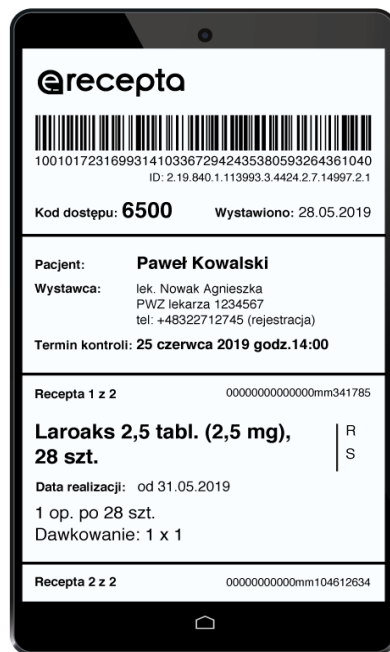 erecepta
10010172316993141033672942435380593264361040
ID: 2.19.840.1.113993.3.4424.2.7.14997.2.1
Kod dostępu: 6500 Wystawiono: 28.05.2019
Pacjent: Paweł Kowalski
Wystawca: lek. Nowak Agnieszka
PWZ lekarza 1234567
tel: +48322712745 (rejestracja)
Termin kontroli: 25 czerwca 2019 godz.14:00
Recepta 1 z 2 00000000000000mm341785
Laroaks 2,5 tabl. (2,5 mg), R
28 szt. S
Data realizacji: od 31.05.2019
1 op. po 28 szt.
Dawkowanie: 1 x 1
Recepta 2 z 2 00000000000mm104612634